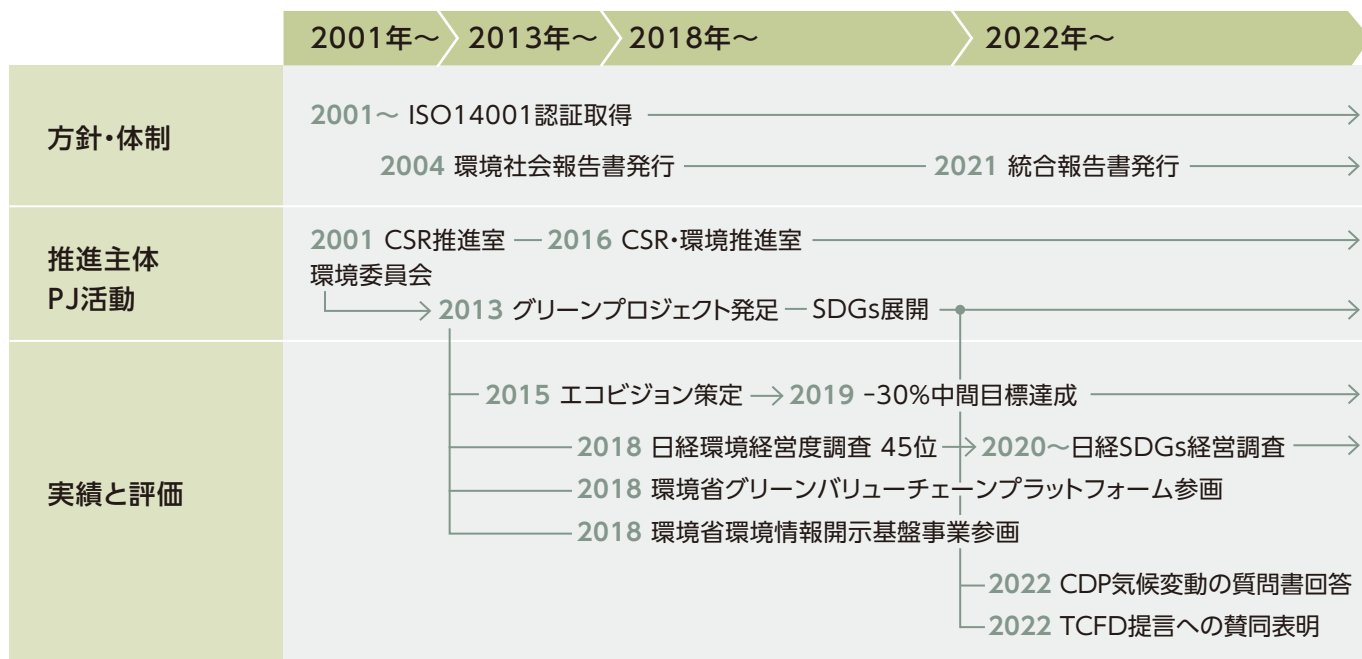 2001年～ 2013年～ 2018年～ 2022年～
方針・体制
2001～ ISO14001認証取得
2004 環境社会報告書発行 2021 統合報告書発行
推進主体
PJ活動
2001 CSR推進室 2016 CSR・環境推進室
環境委員会
2013 グリーンプロジェクト発足 SDGs展開
実績と評価
2015 エコビジョン策定 2019 -30%中間目標達成
2018 日経環境経営度調査 45位 2020～日経SDGs経営調査
2018 環境省グリーンバリューチェーンプラットフォーム参画
2018 環境省環境情報開示基盤事業参画
2022 CDP気候変動の質問書回答
2022 TCFD提言への賛同表明